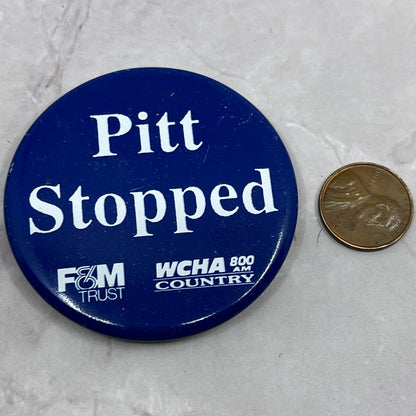 Pitt
Stopped
F&M
TRUST
WCHA 800
AM
COUNTRY